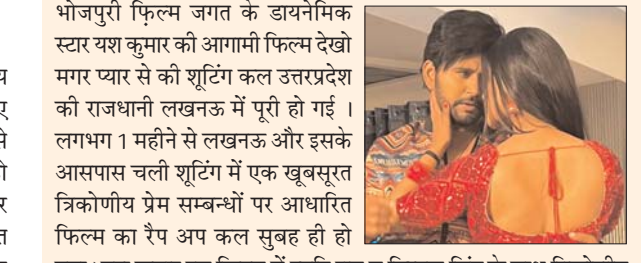 भोजपुरी फ़िल्म जगत के डायनेमिक
स्टार यश कुमार की आगामी फिल्म देखो
मगर प्यार से की शूटिंग कल उत्तरप्रदेश
की राजधानी लखनऊ में पूरी हो गई ।
लगभग 1 महीने से लखनऊ और इसके
आसपास चली शूटिंग में एक खूबसूरत
त्रिकोणीय प्रेम सम्बन्धों पर आधारित
फिल्म का रैप अप कल सुबह ही हो